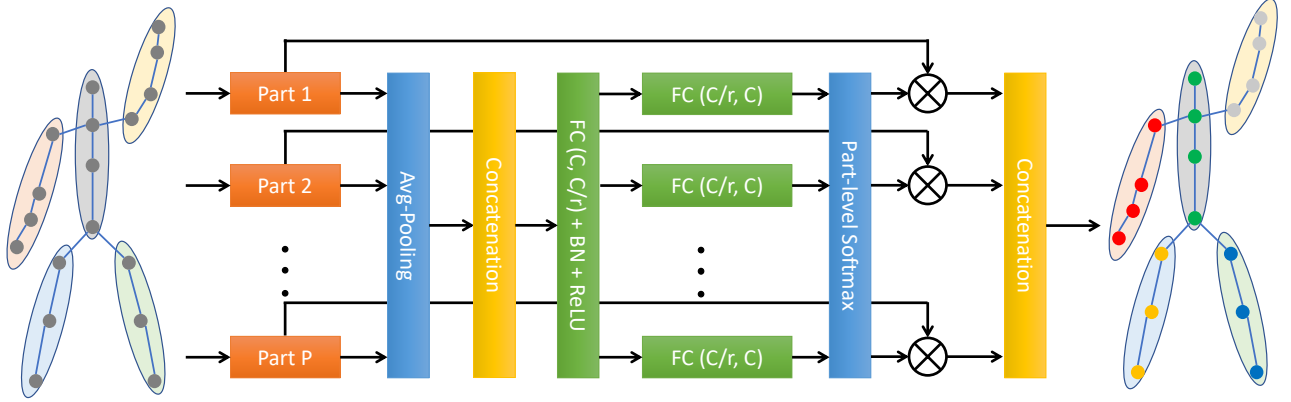 Part 1
Part 2
Part P
Avg-Pooling
Concatenation
FC (C, C/r) + BN + ReLU
FC (C/r, C)
FC (C/r, C)
FC (C/r, C)
Part-level Softmax
Concatenation